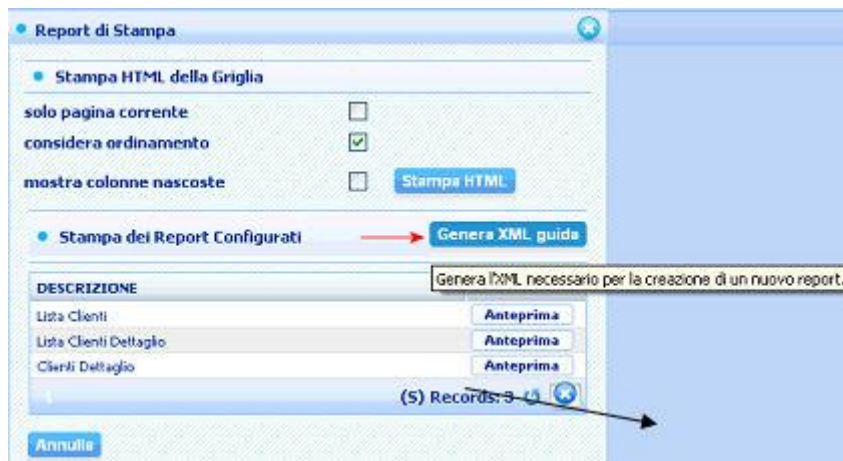 Report di Stampa
Stampa HTML della Griglia
solo pagina corrente
considera ordinamento
mostra colonne nascoste Stampa HTML
Stampa dei Report Configurati Genera XML guida
Genera l'XML necessario per la creazione di un nuovo report.
DESCRIZIONE
Lista Clienti Anteprima
Lista Clienti Dettaglio Anteprima
Clienti Dettaglio Anteprima
(S) Records: 3
Annulla